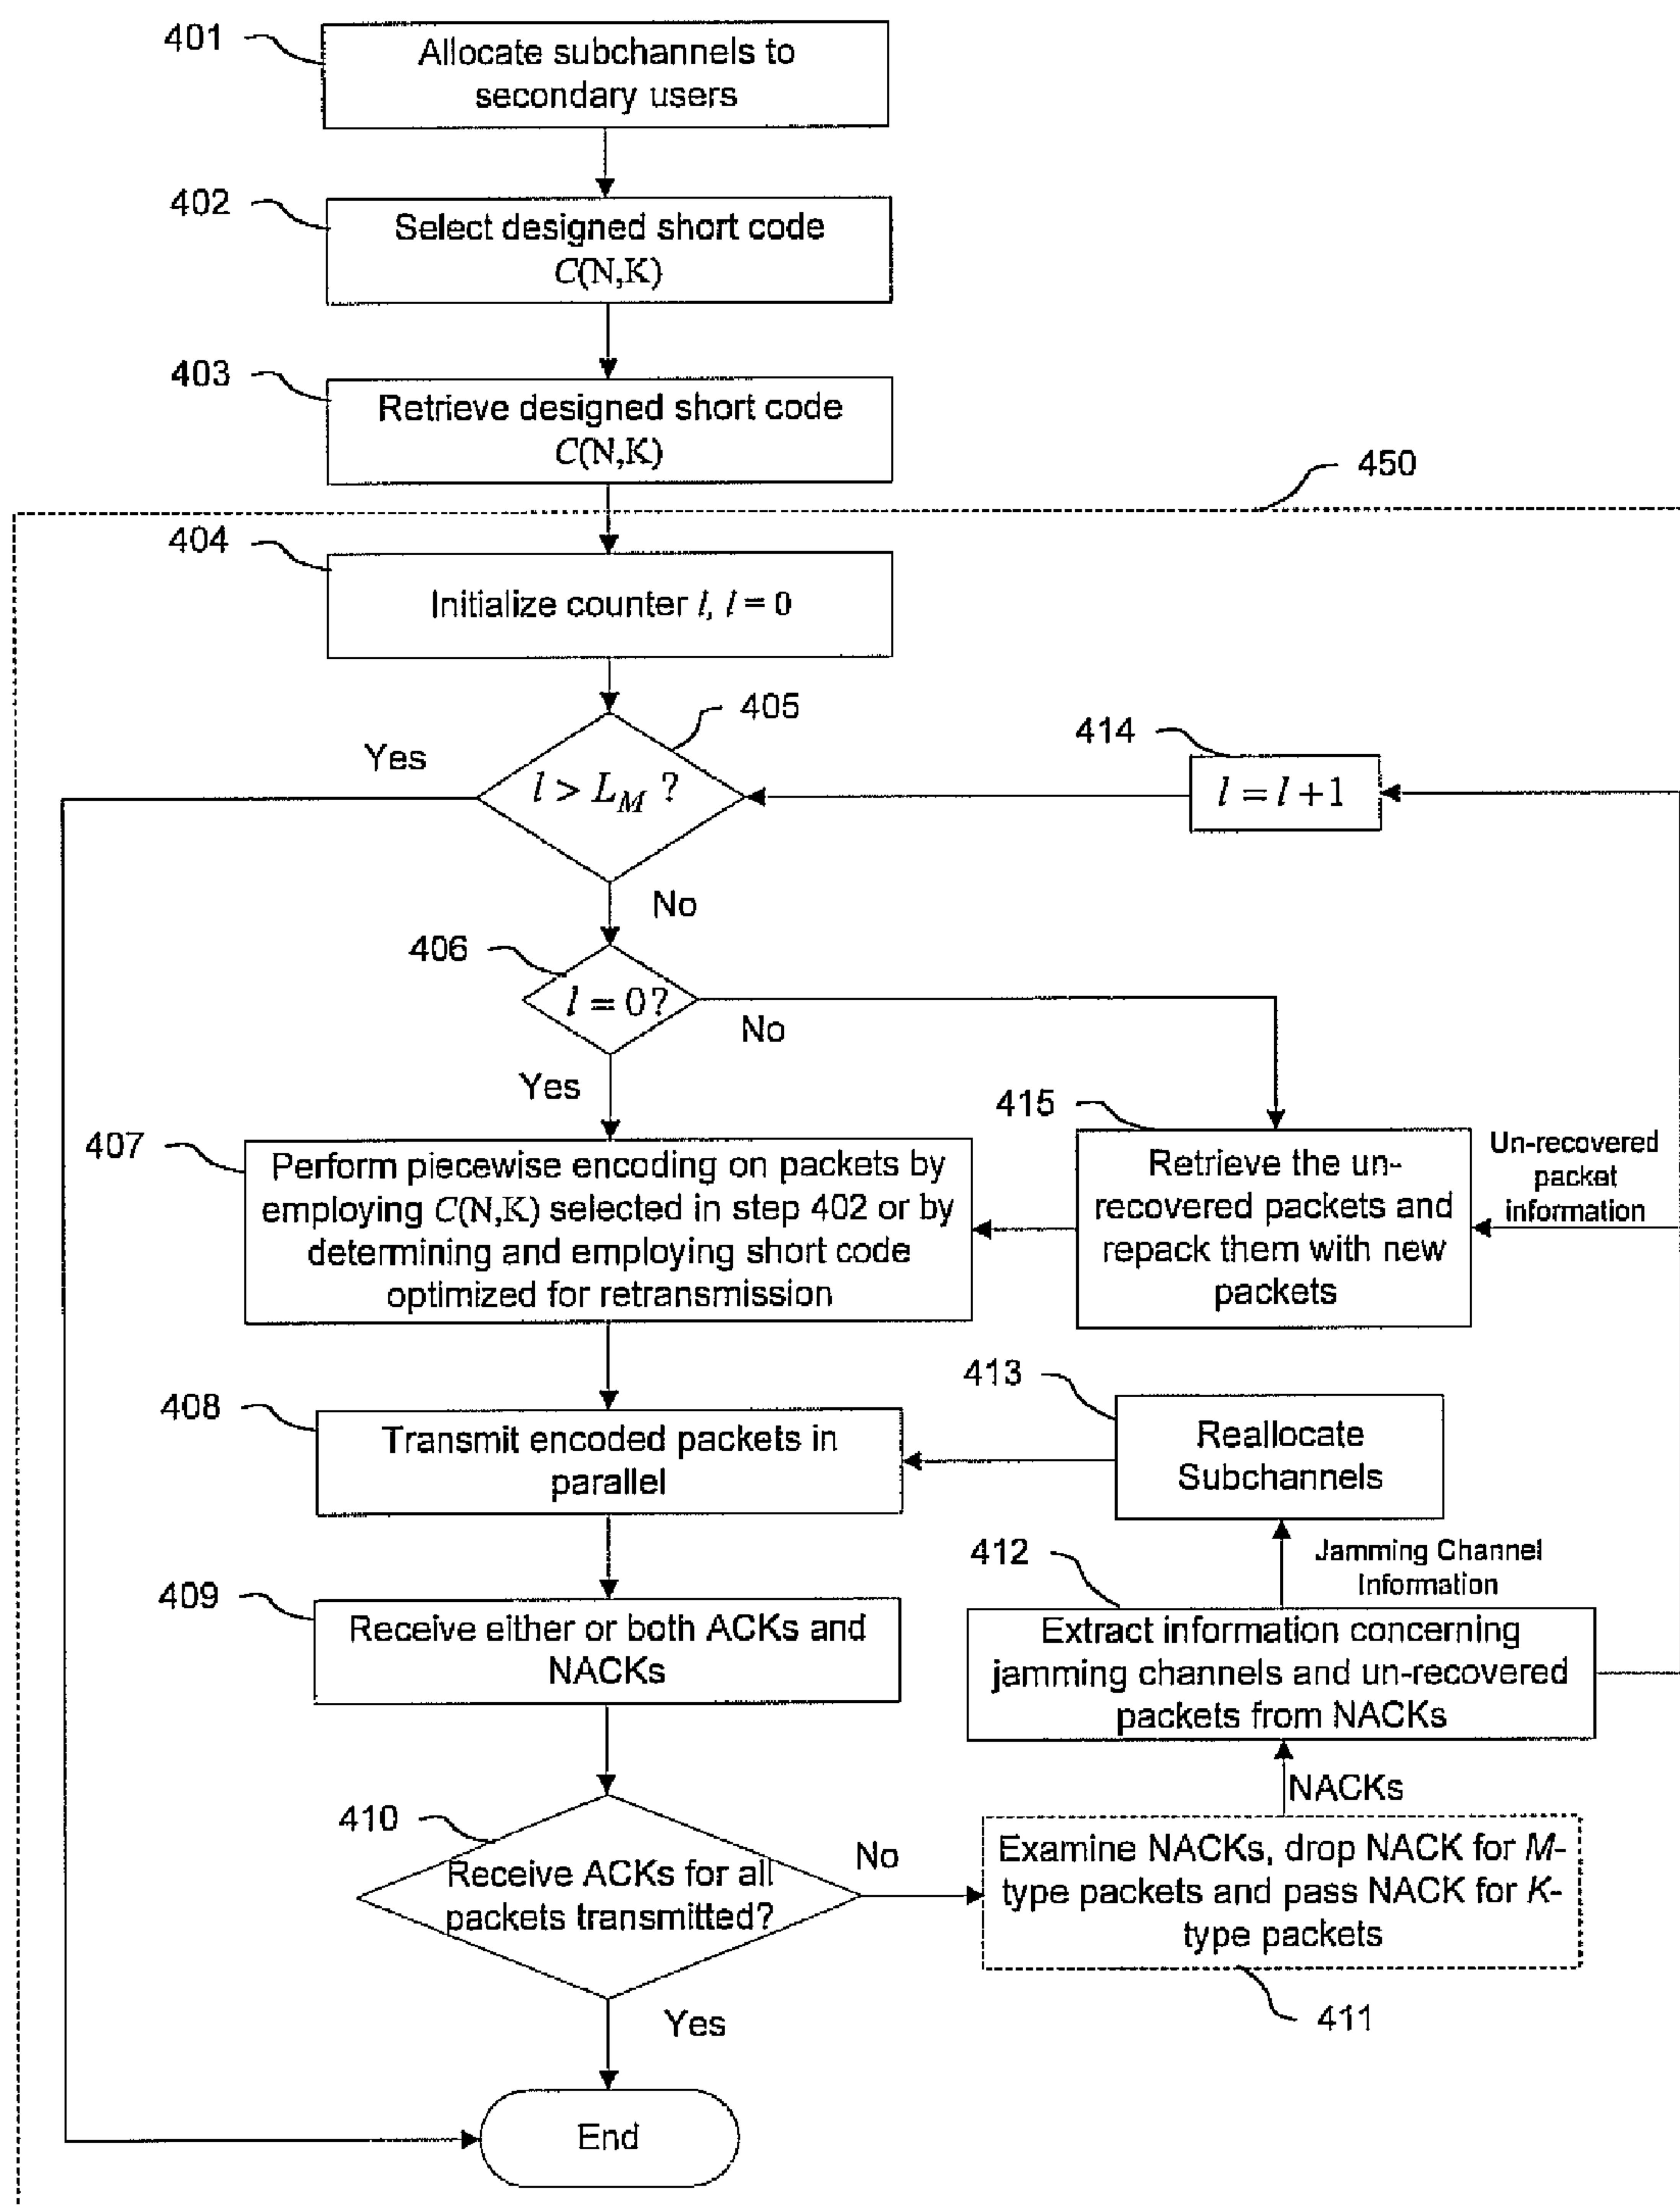 401
Allocate subchannels to
secondary users
402
Select designed short code
C(N,K)
403
Retrieve designed short code
C(N,K)
450
404
Initialize counter l, l = 0
405
Yes
l > L_M ?
414
l = l +1
No
406
l = 0?
No
Yes
415
407
Perform piecewise encoding on packets by
employing C(N,K) selected in step 402 or by
determining and employing short code
optimized for retransmission
Retrieve the un-
recovered packets and
repack them with new
packets
Un-recovered
packet
information
413
408
Transmit encoded packets in
parallel
Reallocate
Subchannels
412
Jamming Channel
Information
409
Receive either or both ACKs and
NACKs
Extract information concerning
jamming channels and un-recovered
packets from NACKs
NACKs
410
Receive ACKs for all
packets transmitted?
No
Examine NACKs, drop NACK for M-
type packets and pass NACK for K-
type packets
411
Yes
End